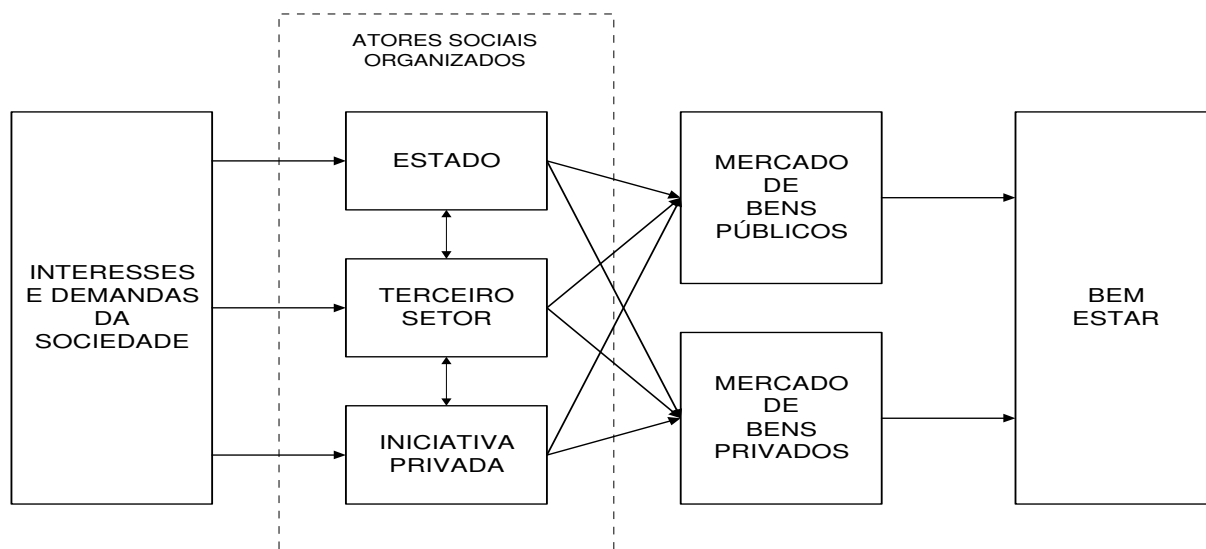 ATORES SOCIAIS
ORGANIZADOS
INTERESSES
E DEMANDAS
DA
SOCIEDADE
ESTADO
TERCEIRO
SETOR
INICIATIVA
PRIVADA
MERCADO
DE
BENS
PÚBLICOS
MERCADO
DE
BENS
PRIVADOS
BEM
ESTAR